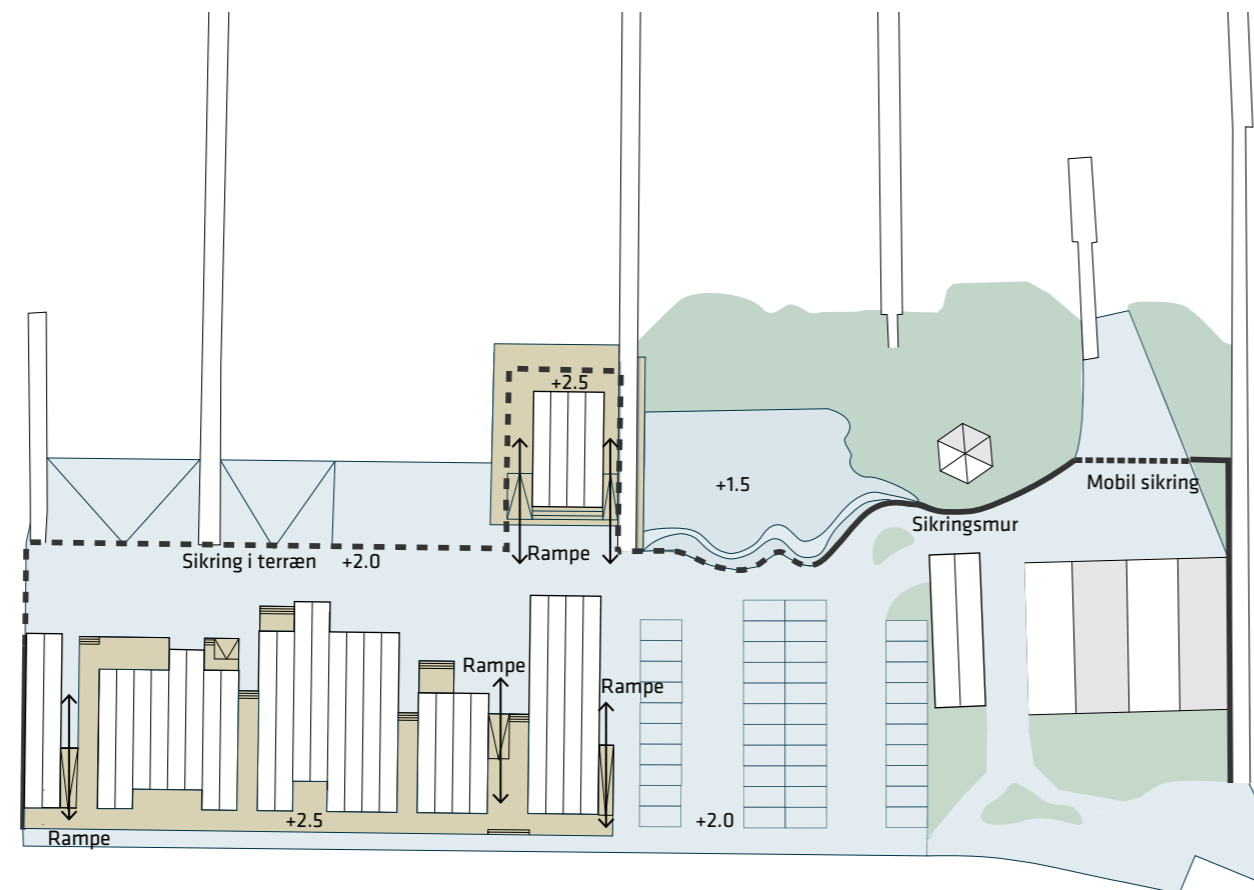 +2.5
+1.5
Mobil sikring
Sikringsmur
Rampe
Sikring i terræn
+2.0
Rampe
Rampe
+2.5
+2.0
Rampe